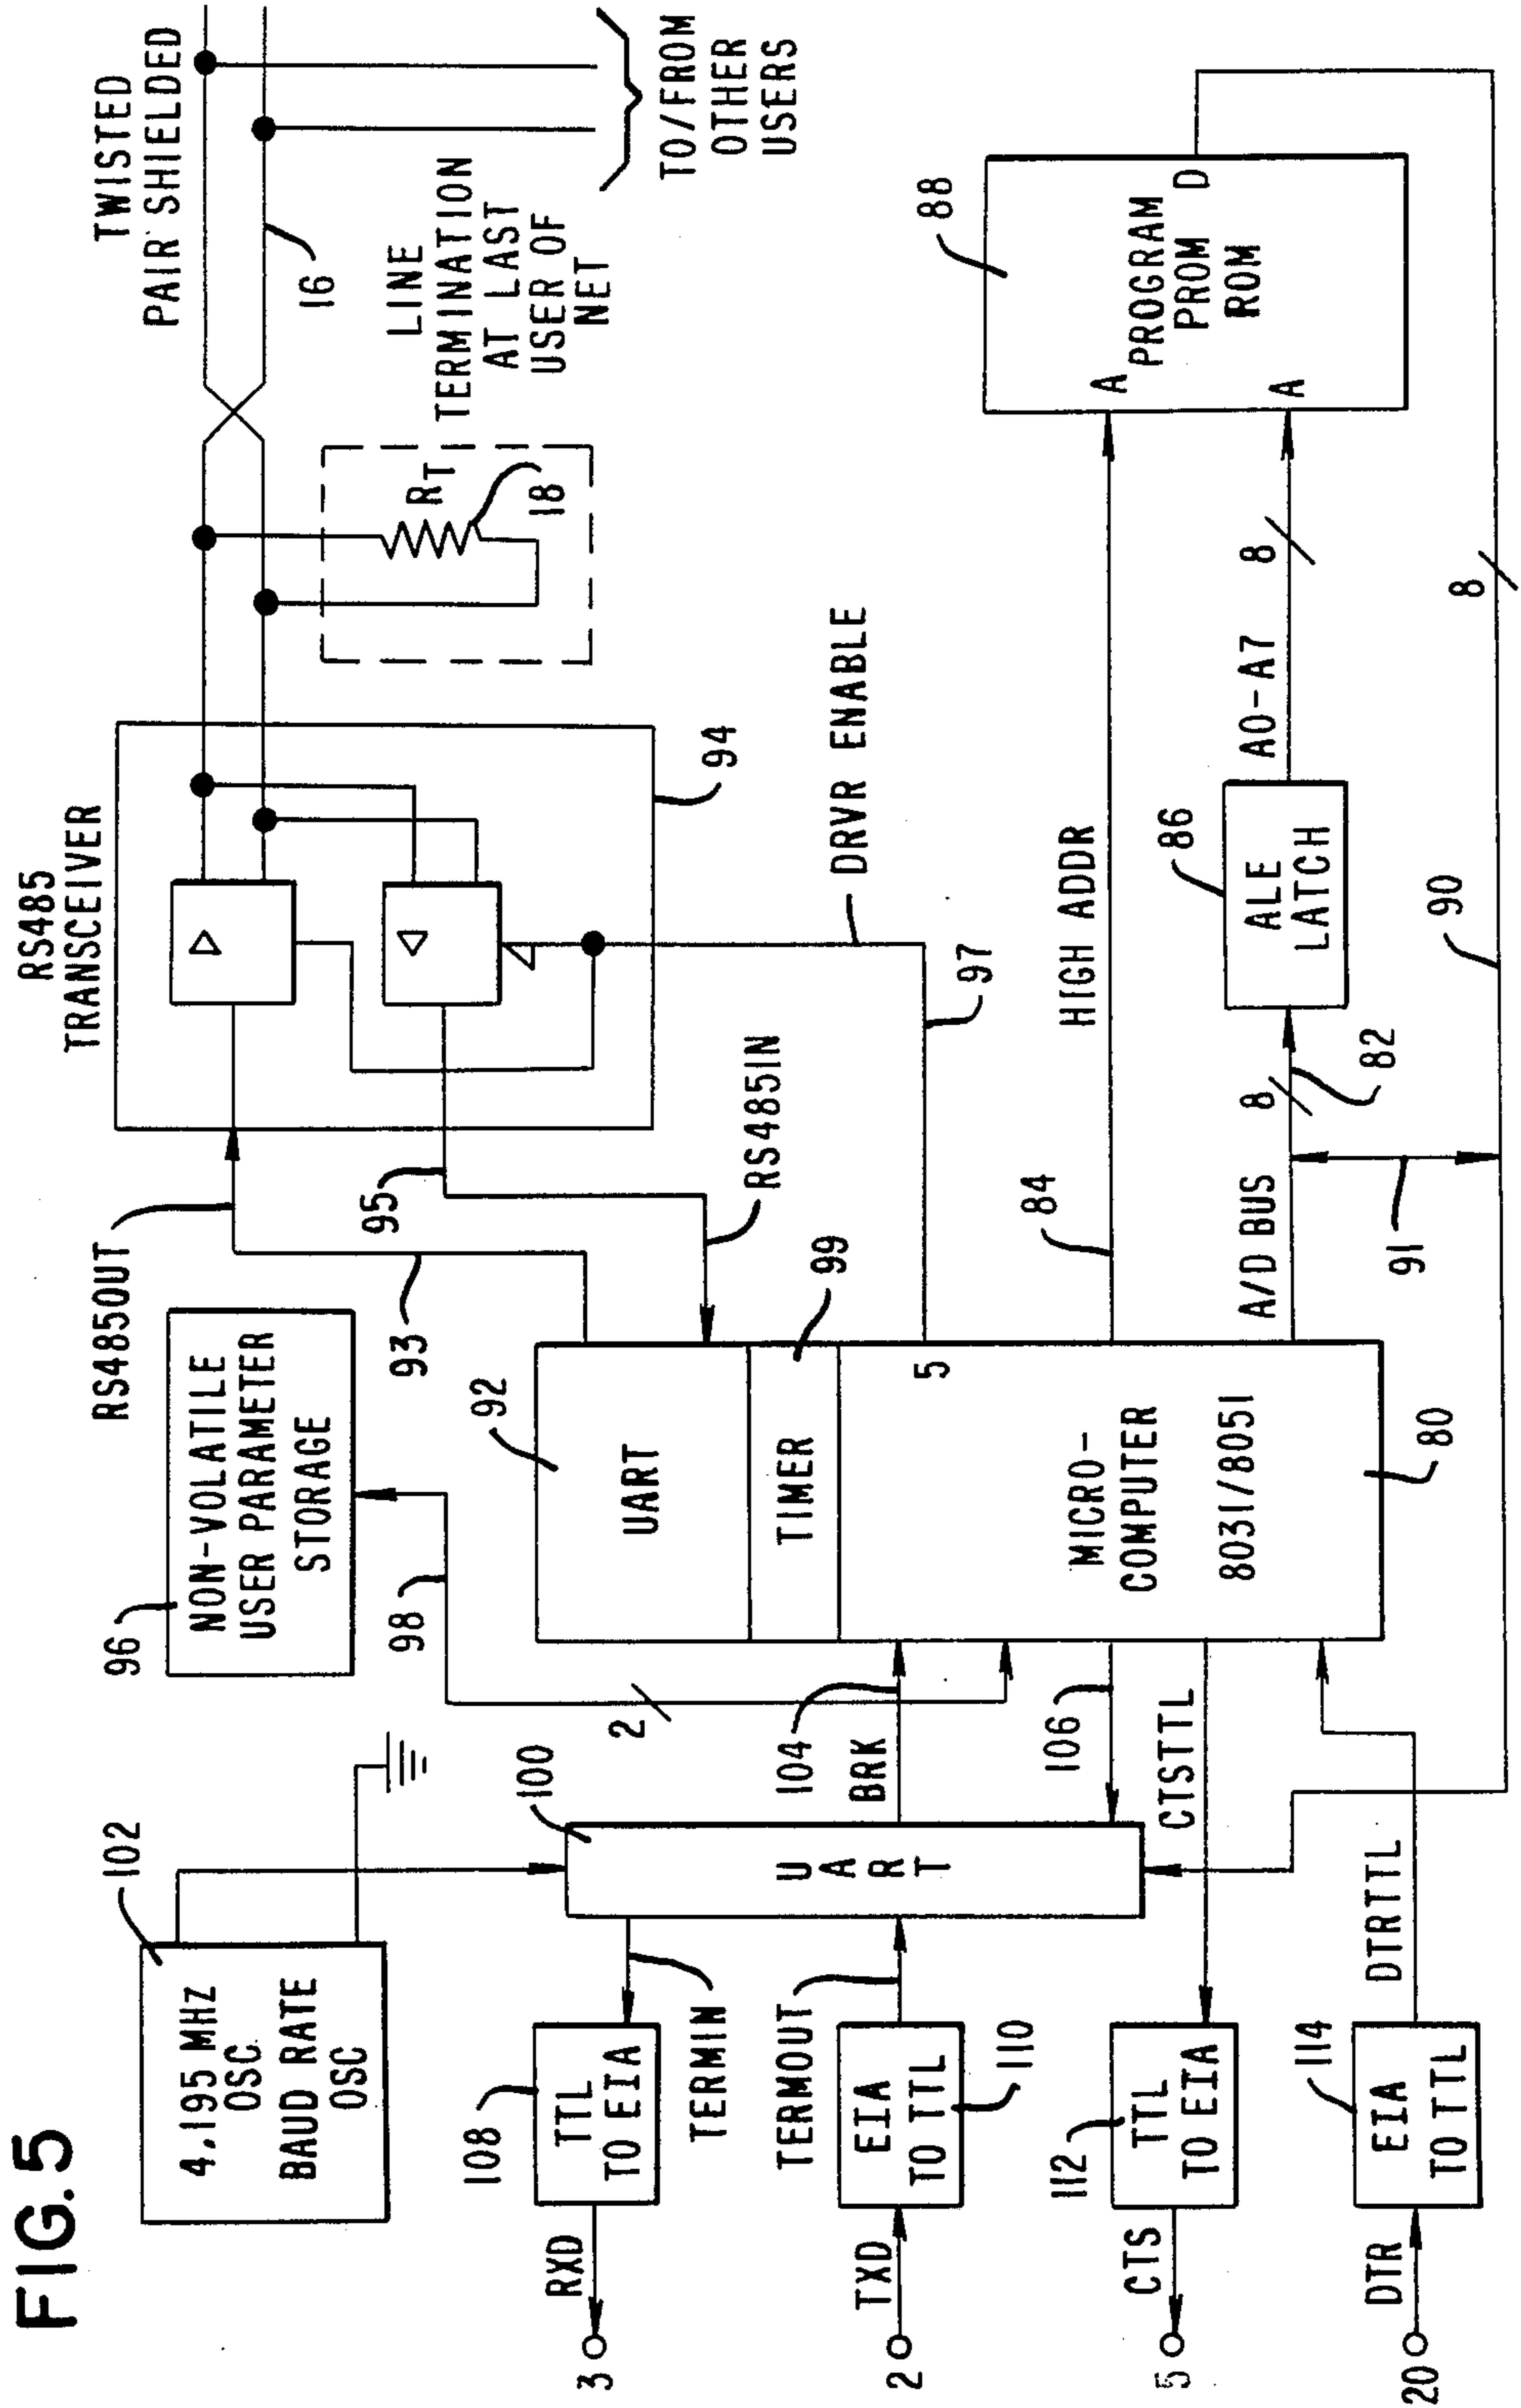 FIG. 5
4.195 MHZ
OSC
BAUD RATE
OSC
102
96
NON-VOLATILE
USER PARAMETER
STORAGE
98
2
RS485OUT
93
95
RS485IN
RS485
TRANSCEIVER
94
DRVR ENABLE
97
TWISTED
PAIR SHIELDED
16
RT
18
LINE
TERMINATION
AT LAST
USER OF
NET
TO/FROM
OTHER
USERS
100
UART
92
UART
99
TIMER
5
MICRO-
COMPUTER
8031/8051
80
104
BRK
106
CTSTTL
DTRTTL
84
HIGH ADDR
A/D BUS
8
82
91
86
ALE
LATCH
A0-A7
8
88
A
PROGRAM
PROM
ROM
D
A
90
8
3
RXD
108
TTL
TO EIA
TERMIN
2
TXD
TERMOUT
EIA
TO TTL
110
5
CTS
112
TTL
TO EIA
20
DTR
114
EIA
TO TTL